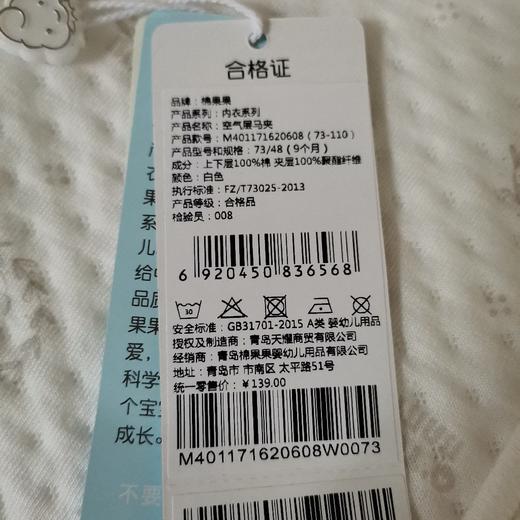 合格证
品牌：棉果果
产品系列：内衣系列
产品名称：空气层马夹
产品款号：M401171620608（73-110）
产品型号和规格：73/48（9个月）
成分：上下层100%棉 夹层100%聚酯纤维
颜色：白色
执行标准：FZ/T73025-2013
产品等级：合格品
检验员：008
6 920450 836568
30
安全标准：GB31701-2015 A类 婴幼儿用品
授权及制造商：青岛天耀商贸有限公司
经销商：青岛棉果果婴幼儿用品有限公司
地址：青岛市 市南区 太平路51号
统一零售价：￥139.00
M401171620608W0073
衣
果
系
儿
给
品质
果果
爱，
科学
个宝宝
成长。
不要